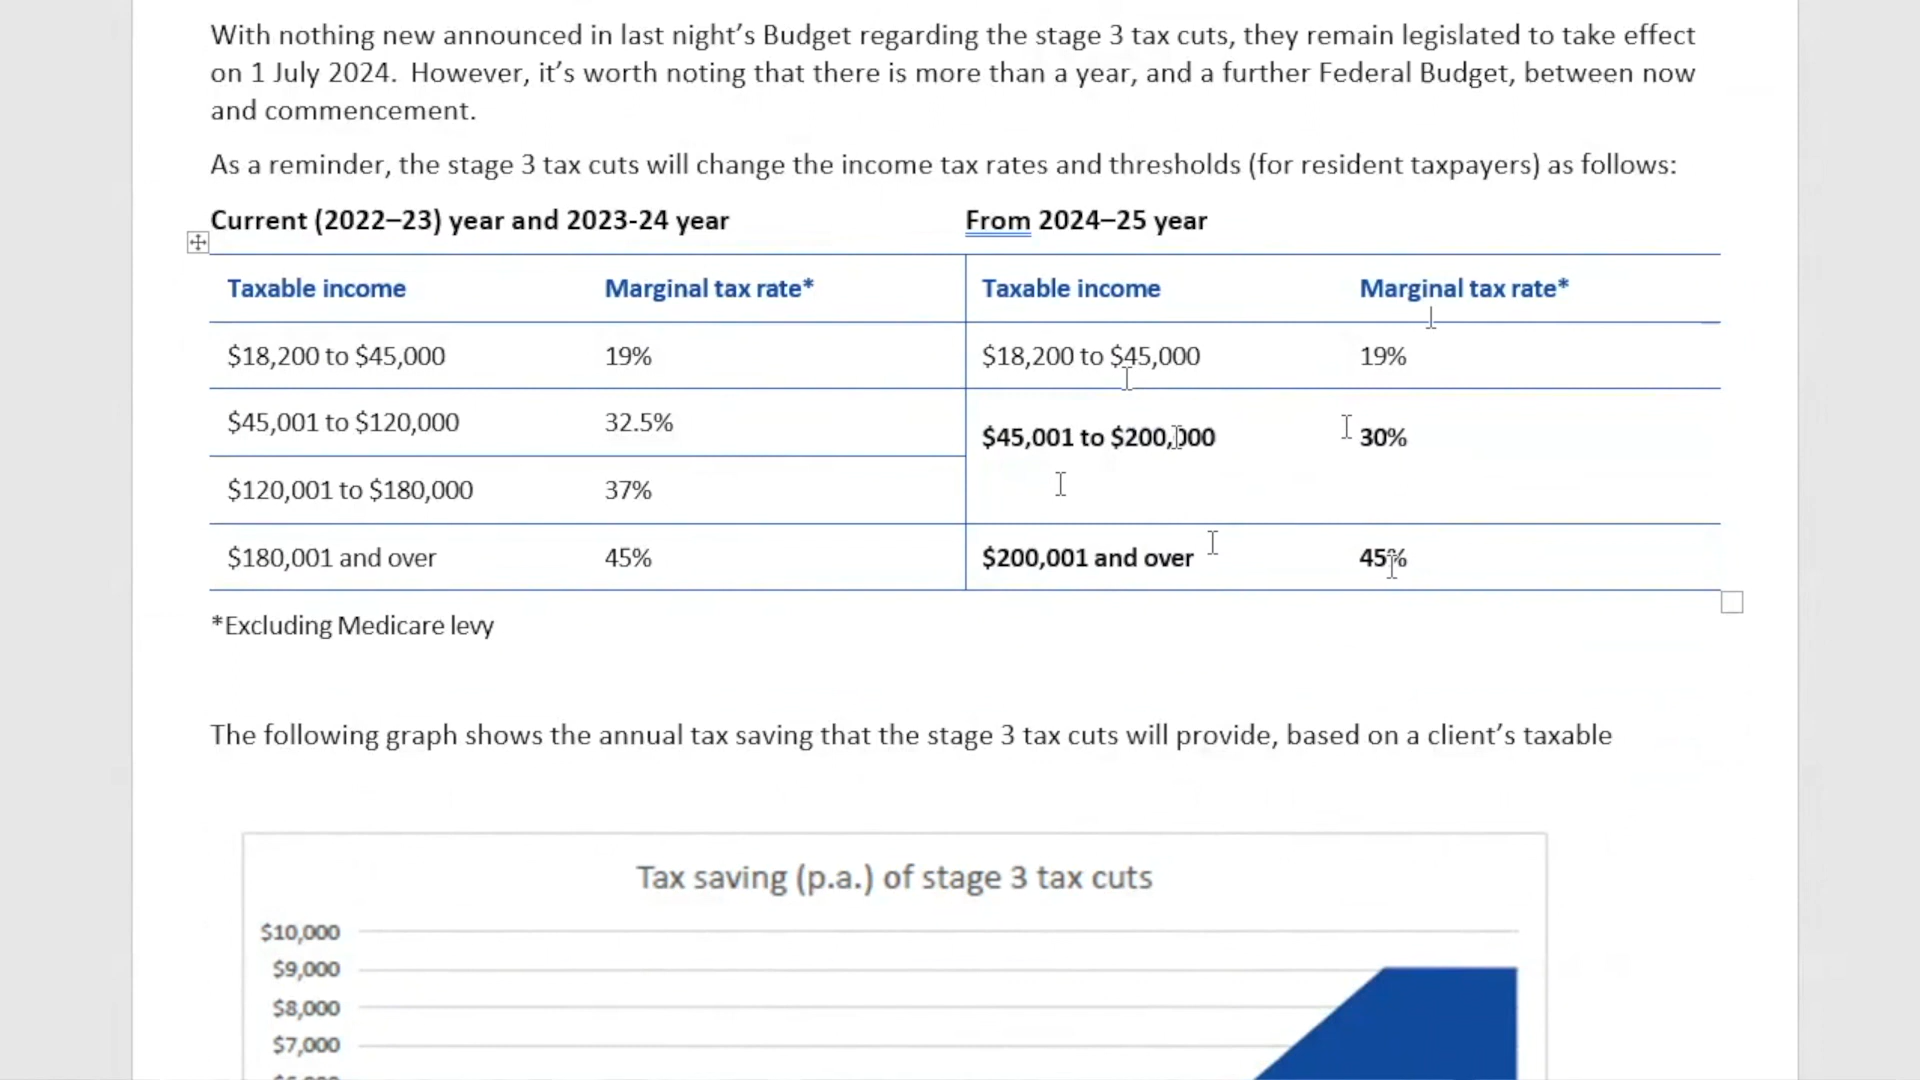 With nothing new announced in last night’s Budget regarding the stage 3 tax cuts, they remain legislated to take effect
on 1 July 2024.  However, it’s worth noting that there is more than a year, and a further Federal Budget, between now
and commencement.
As a reminder, the stage 3 tax cuts will change the income tax rates and thresholds (for resident taxpayers) as follows:
Current (2022–23) year and 2023-24 year	From 2024–25 year
Taxable income	Marginal tax rate*	Taxable income	Marginal tax rate*
$18,200 to $45,000	19%	$18,200 to $45,000	19%
$45,001 to $120,000	32.5%	$45,001 to $200,000	30%
$120,001 to $180,000	37%
$180,001 and over	45%	$200,001 and over	45%
*Excluding Medicare levy
The following graph shows the annual tax saving that the stage 3 tax cuts will provide, based on a client’s taxable
Tax saving (p.a.) of stage 3 tax cuts
$10,000
$9,000
$8,000
$7,000